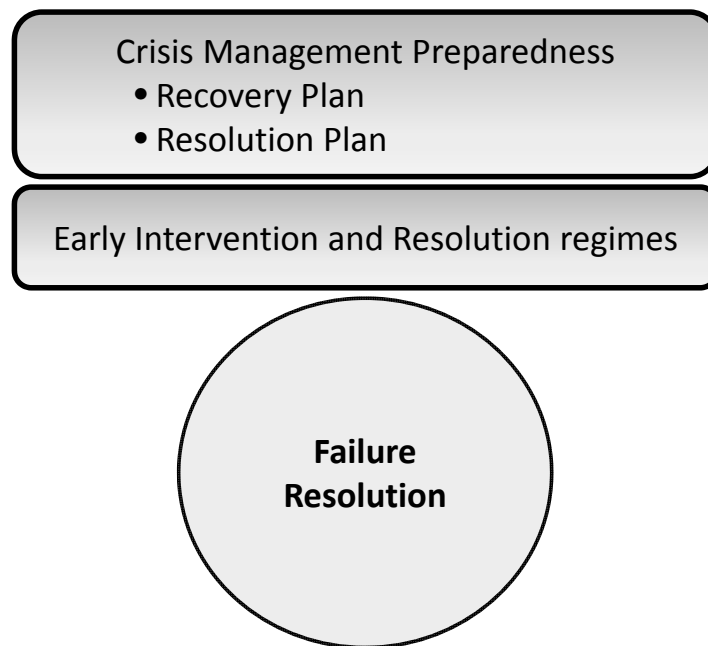 Crisis Management Preparedness
• Recovery Plan
• Resolution Plan
Early Intervention and Resolution regimes
Failure
Resolution